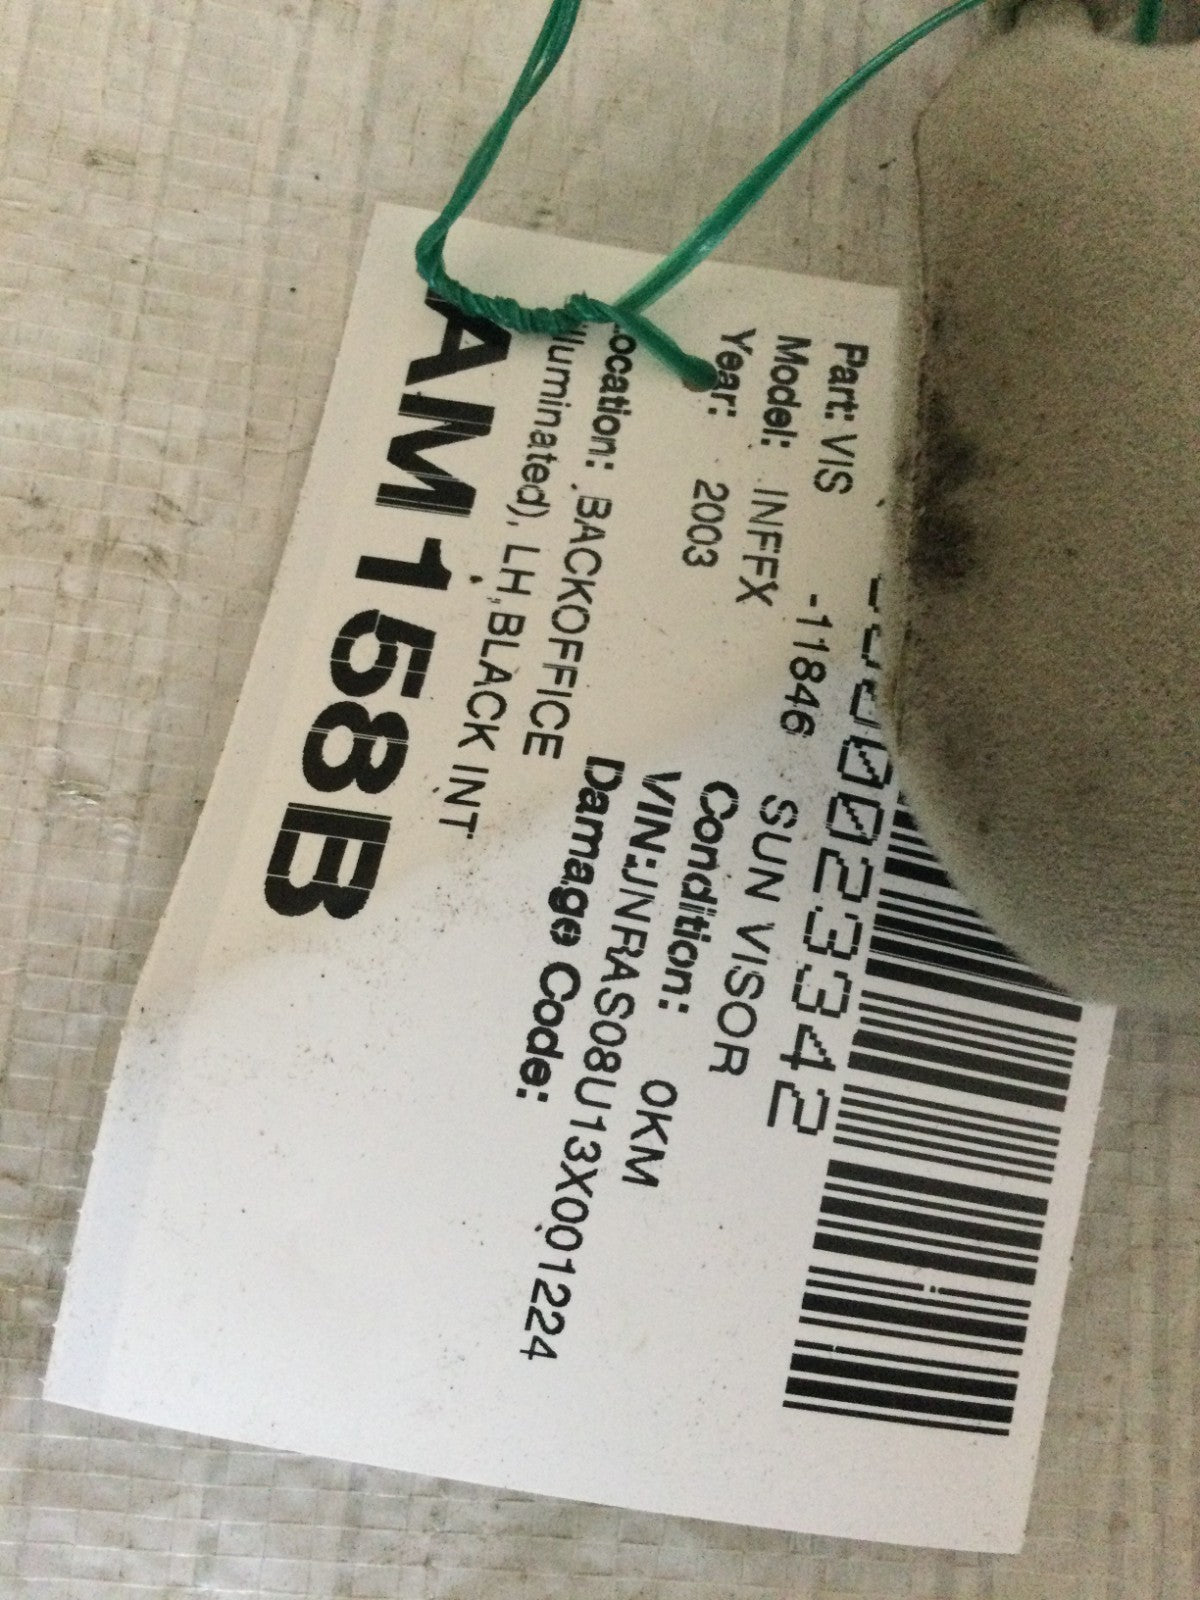 00023342
Part: VIS -11846 SUN VISOR
Model: INFFX Condition: 0KM
Year: 2003 VIN:JNRAS08U13X001224
Location: BACKOFFICE Damage Code:
illuminated), LH,BLACK INT
AM158B